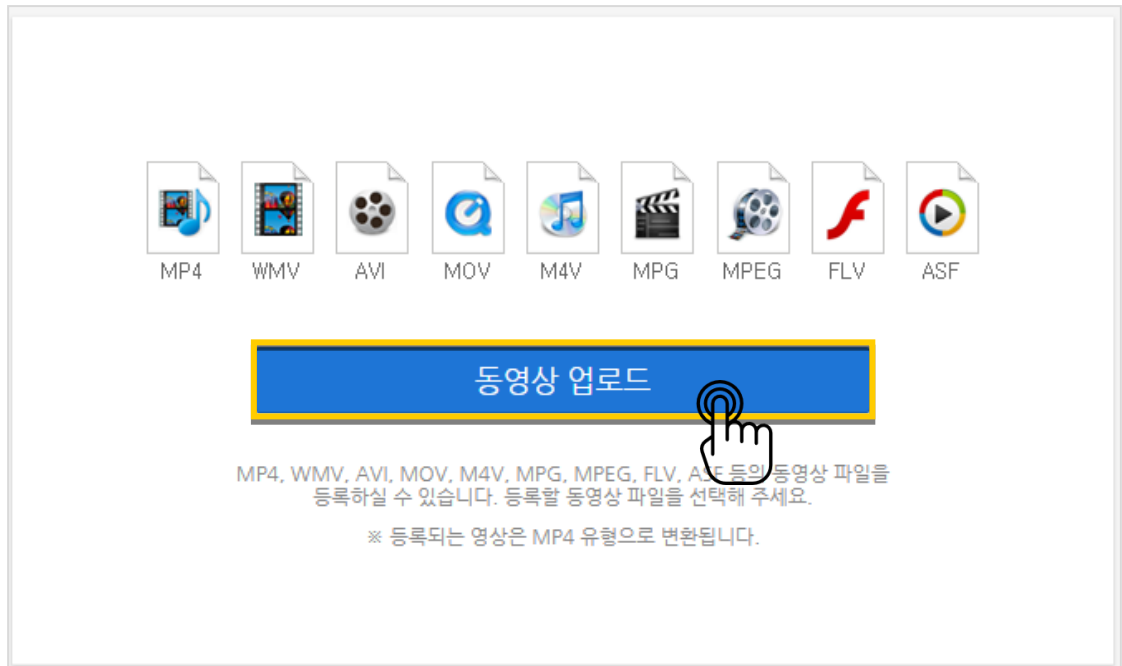 MP4 WMV AVI MOV M4V MPG MPEG FLV ASF
동영상 업로드
MP4, WMV, AVI, MOV, M4V, MPG, MPEG, FLV, ASF 등의 동영상 파일을
등록하실 수 있습니다. 등록할 동영상 파일을 선택해 주세요.
※ 등록되는 영상은 MP4 유형으로 변환됩니다.